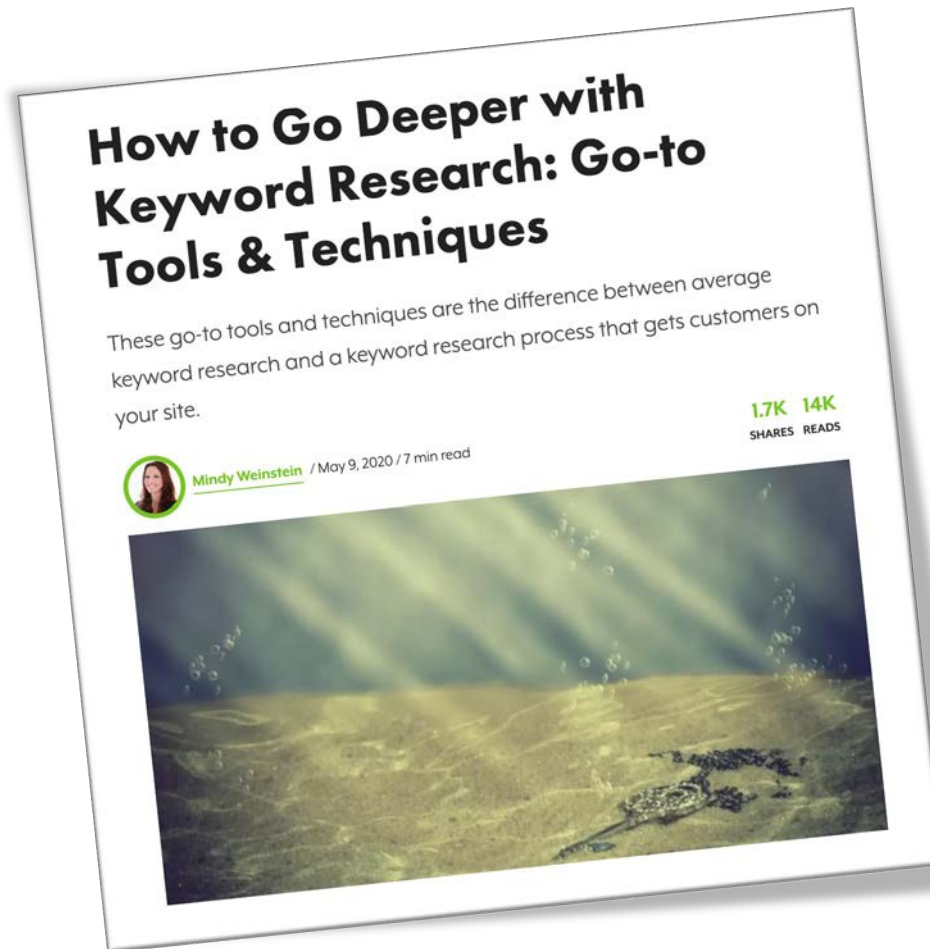 How to Go Deeper with
Keyword Research: Go-to
Tools & Techniques
These go-to tools and techniques are the difference between average
keyword research and a keyword research process that gets customers on
your site.
1.7K 14K
SHARES READS
Mindy Weinstein / May 9, 2020 / 7 min read